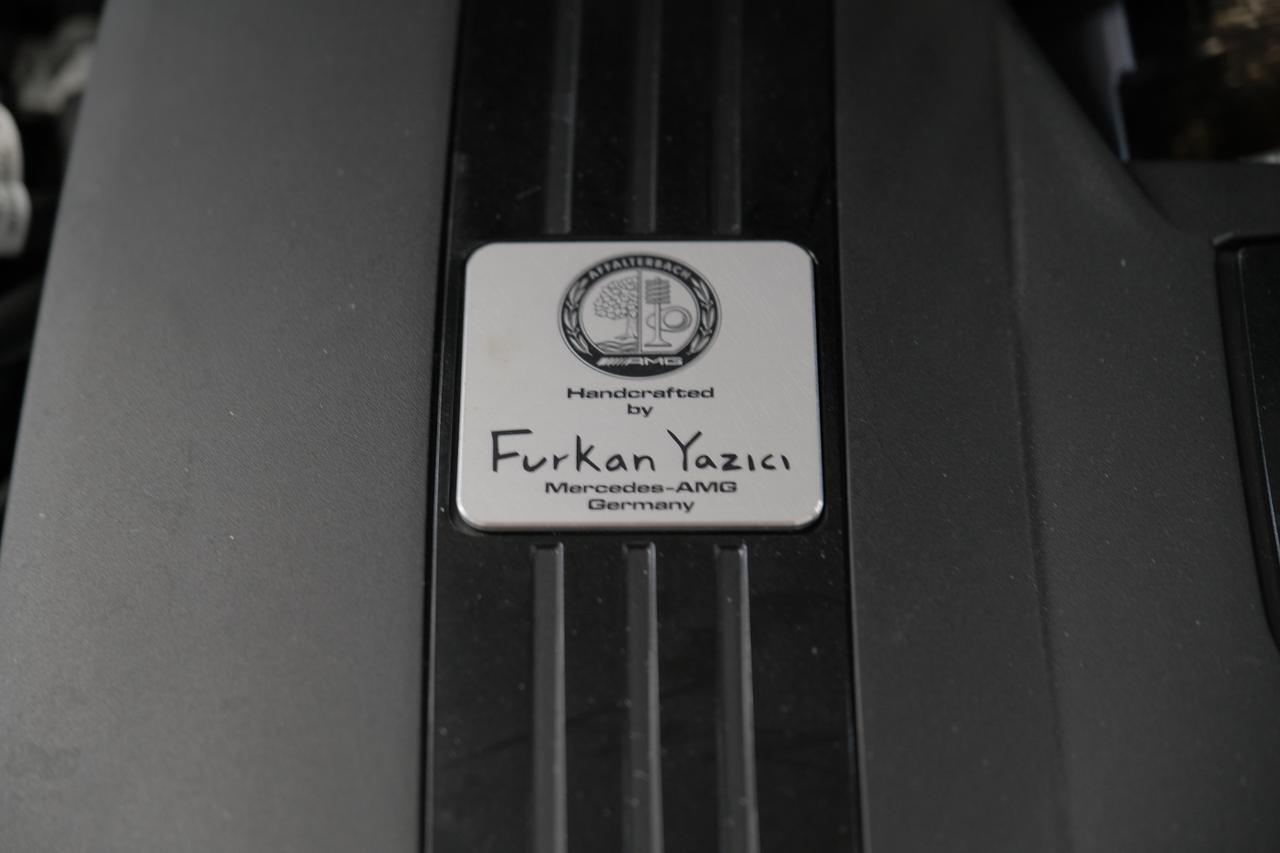 AFFALTERBACH
AMG
Handcrafted
by
Furkan Yazıcı
Mercedes-AMG
Germany